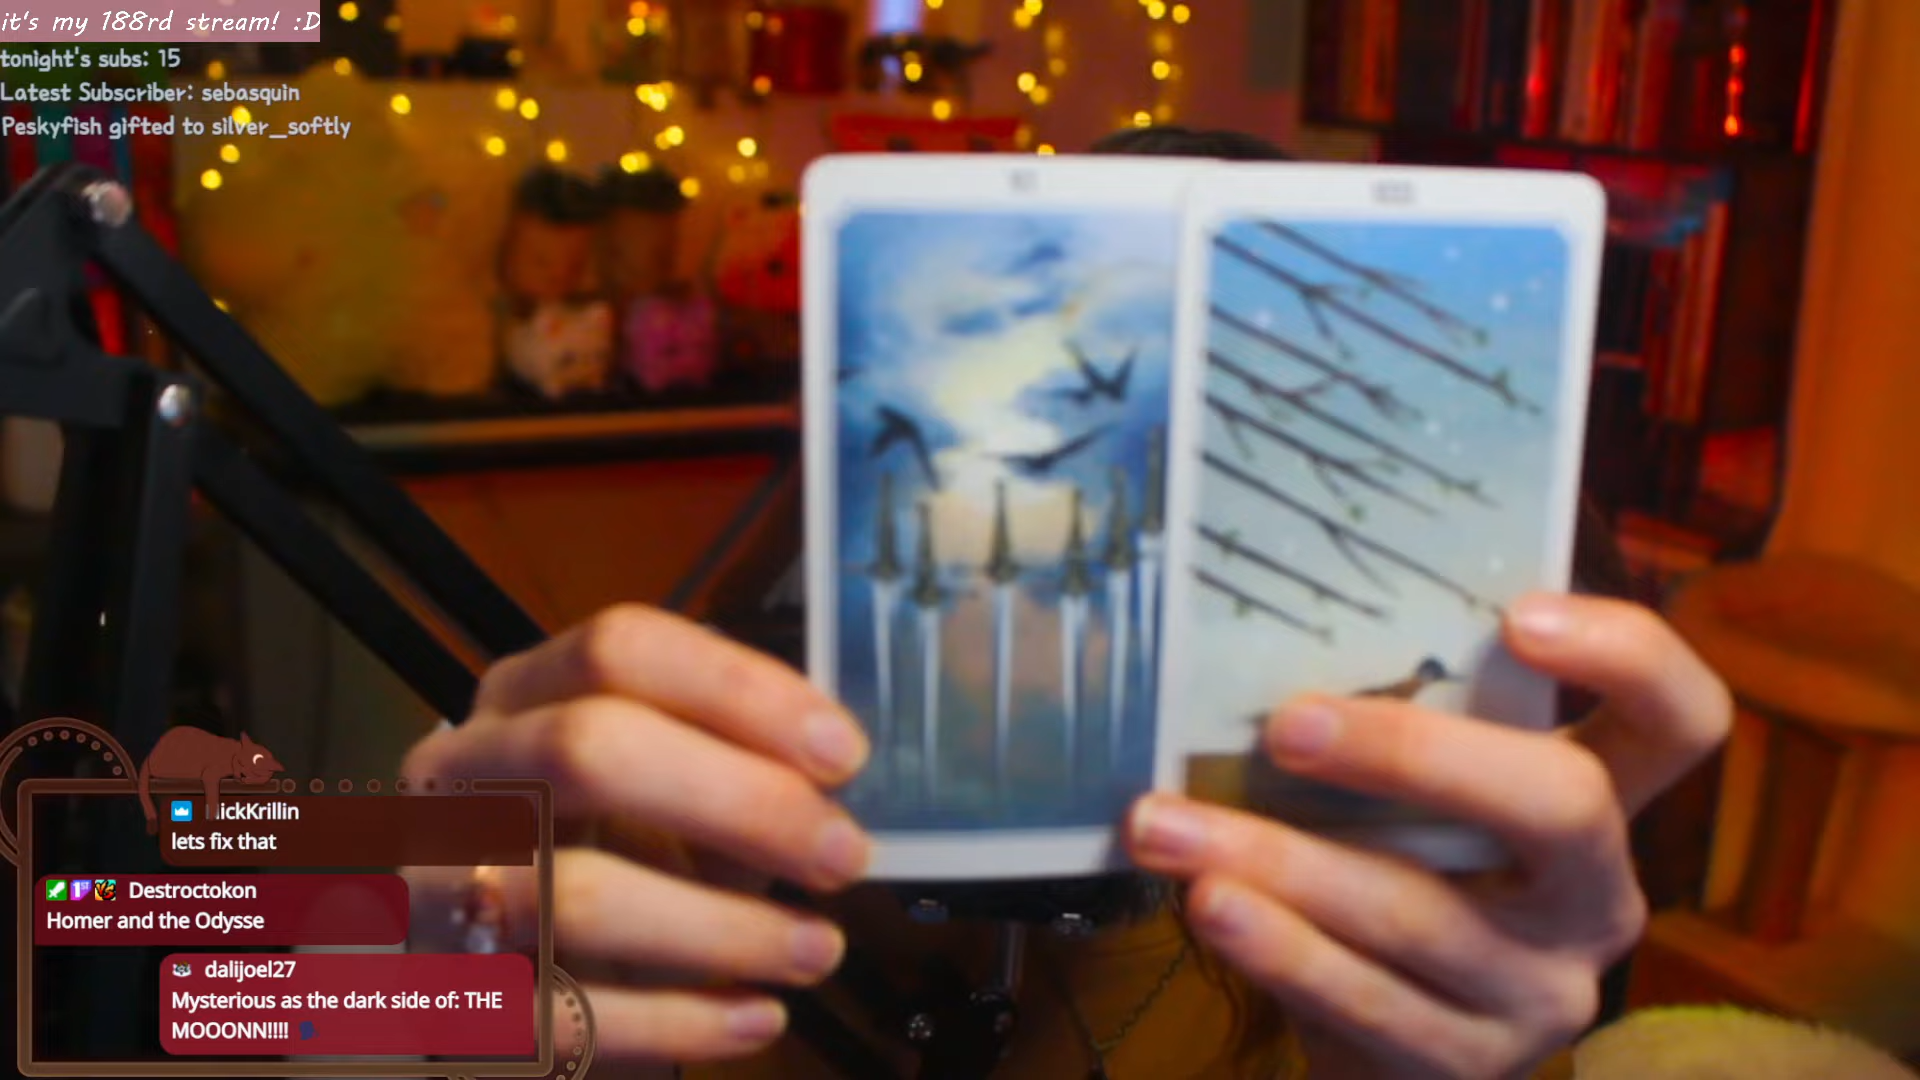 it's my 188rd stream! :D
tonight's subs: 15
Latest Subscriber: sebasquin
Peskyfish gifted to silver_softly
ickKrillin
lets fix that
Destroctokon
Homer and the Odysse
dalijoel27
Mysterious as the dark side of: THE
MOOONN!!!!